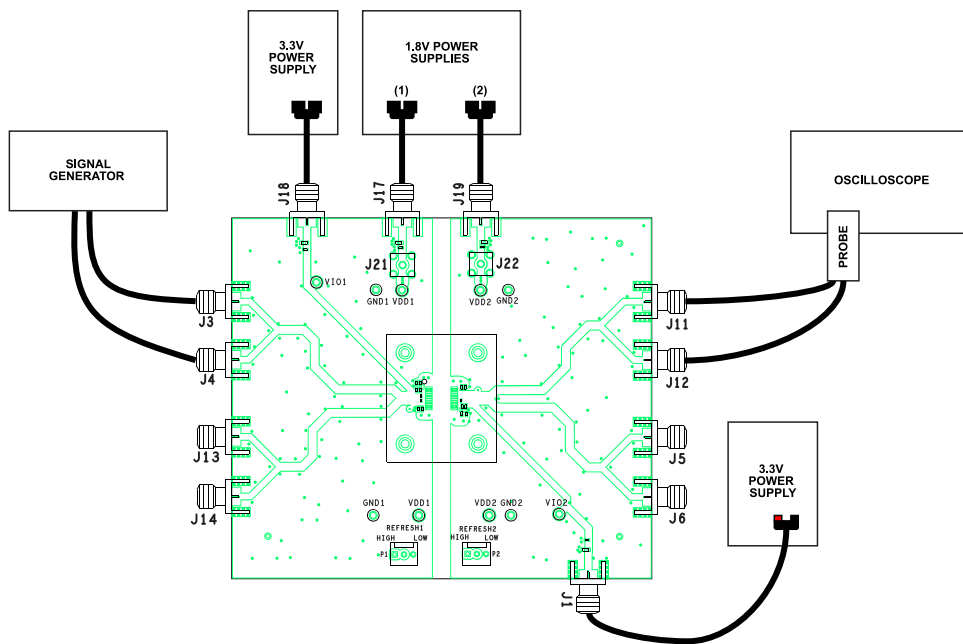 3.3V
POWER
SUPPLY
1.8V POWER
SUPPLIES
(1)
(2)
SIGNAL
GENERATOR
OSCILLOSCOPE
PROBE
J18
J17
J19
J21
J22
VIO1
GND1
VDD1
VDD2
GND2
J3
J4
J11
J12
J13
J14
J5
J6
3.3V
POWER
SUPPLY
GND1
VDD1
VDD2
GND2
VIO2
REFRESH1
HIGH LOW
P1
REFRESH2
HIGH LOW
P2
J1